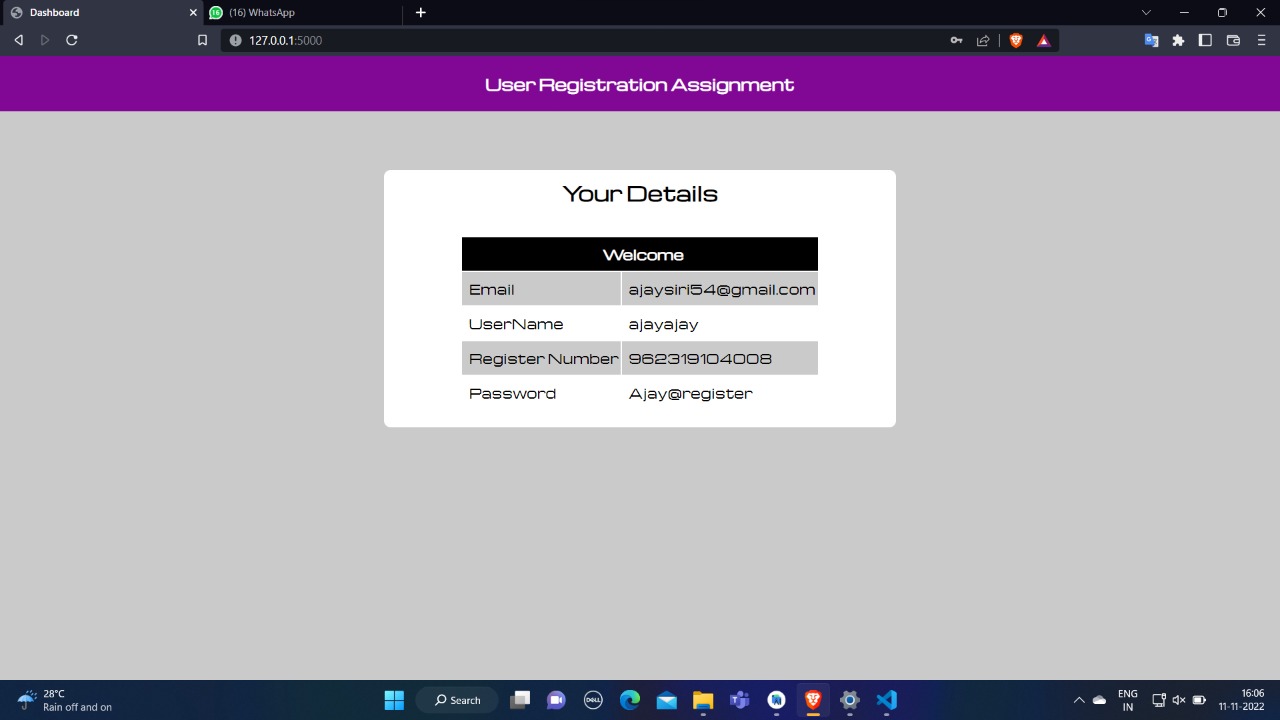 Dashboard
(16) WhatsApp
127.0.0.1:5000
User Registration Assignment
Your Details
Welcome
Email ajaysiri54@gmail.com
UserName ajayajay
Register Number 962319104008
Password Ajay@register
28°C
Rain off and on
Search
DELL
ENG
IN
16:06
11-11-2022